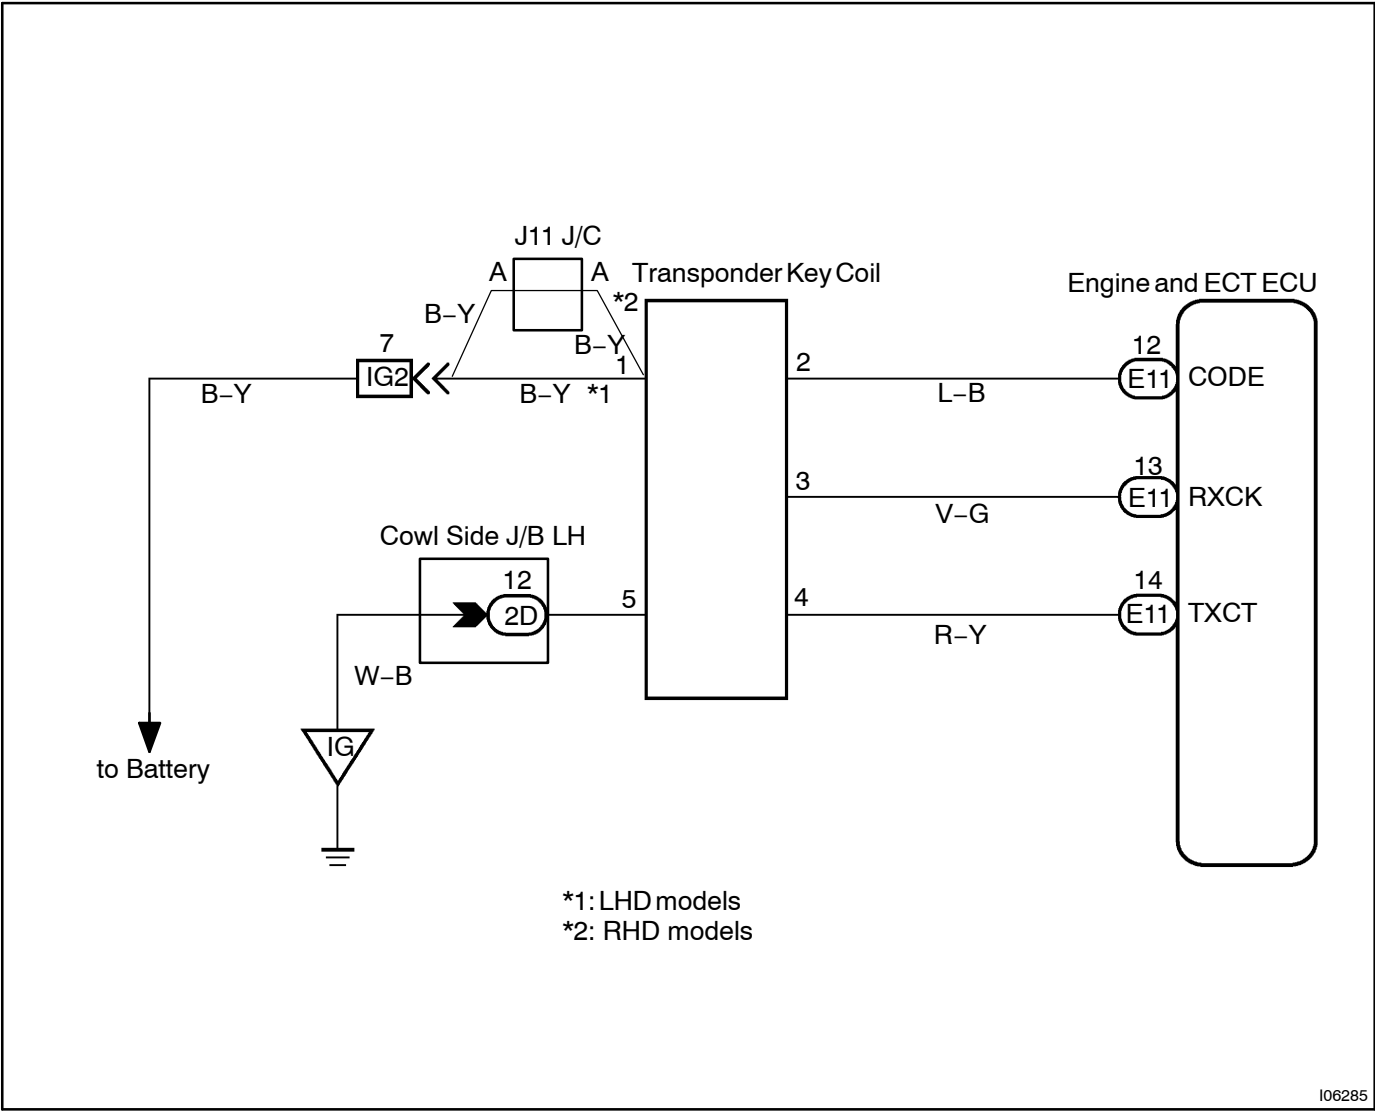 J11 J/C
A
A
Transponder Key Coil
Engine and ECT ECU
*2
B–Y
B–Y
7
1
2
12
IG2
E11
CODE
B–Y
B–Y *1
L–B
13
3
E11
RXCK
V–G
Cowl Side J/B LH
12
14
5
4
2D
E11
TXCT
R–Y
W–B
IG
to Battery
*1: LHD models
*2: RHD models
I06285